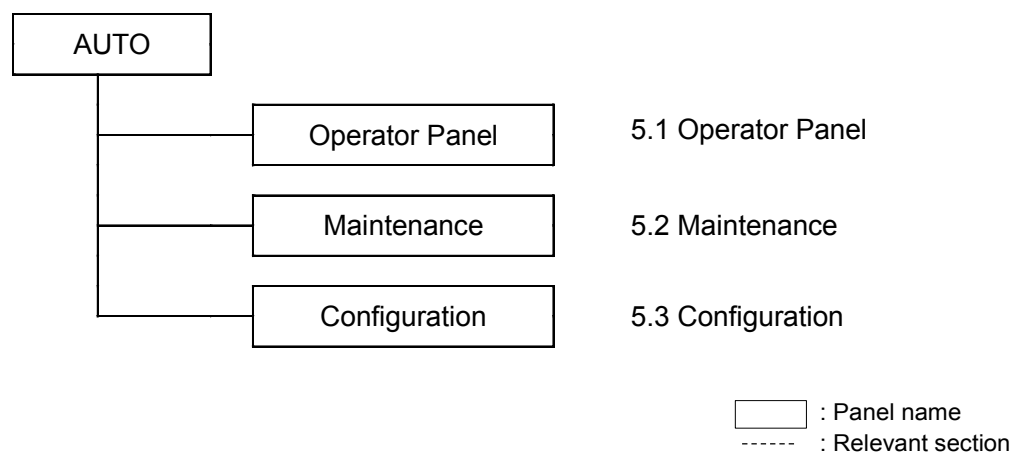 AUTO
Operator Panel 5.1 Operator Panel
Maintenance 5.2 Maintenance
Configuration 5.3 Configuration
: Panel name
------ : Relevant section